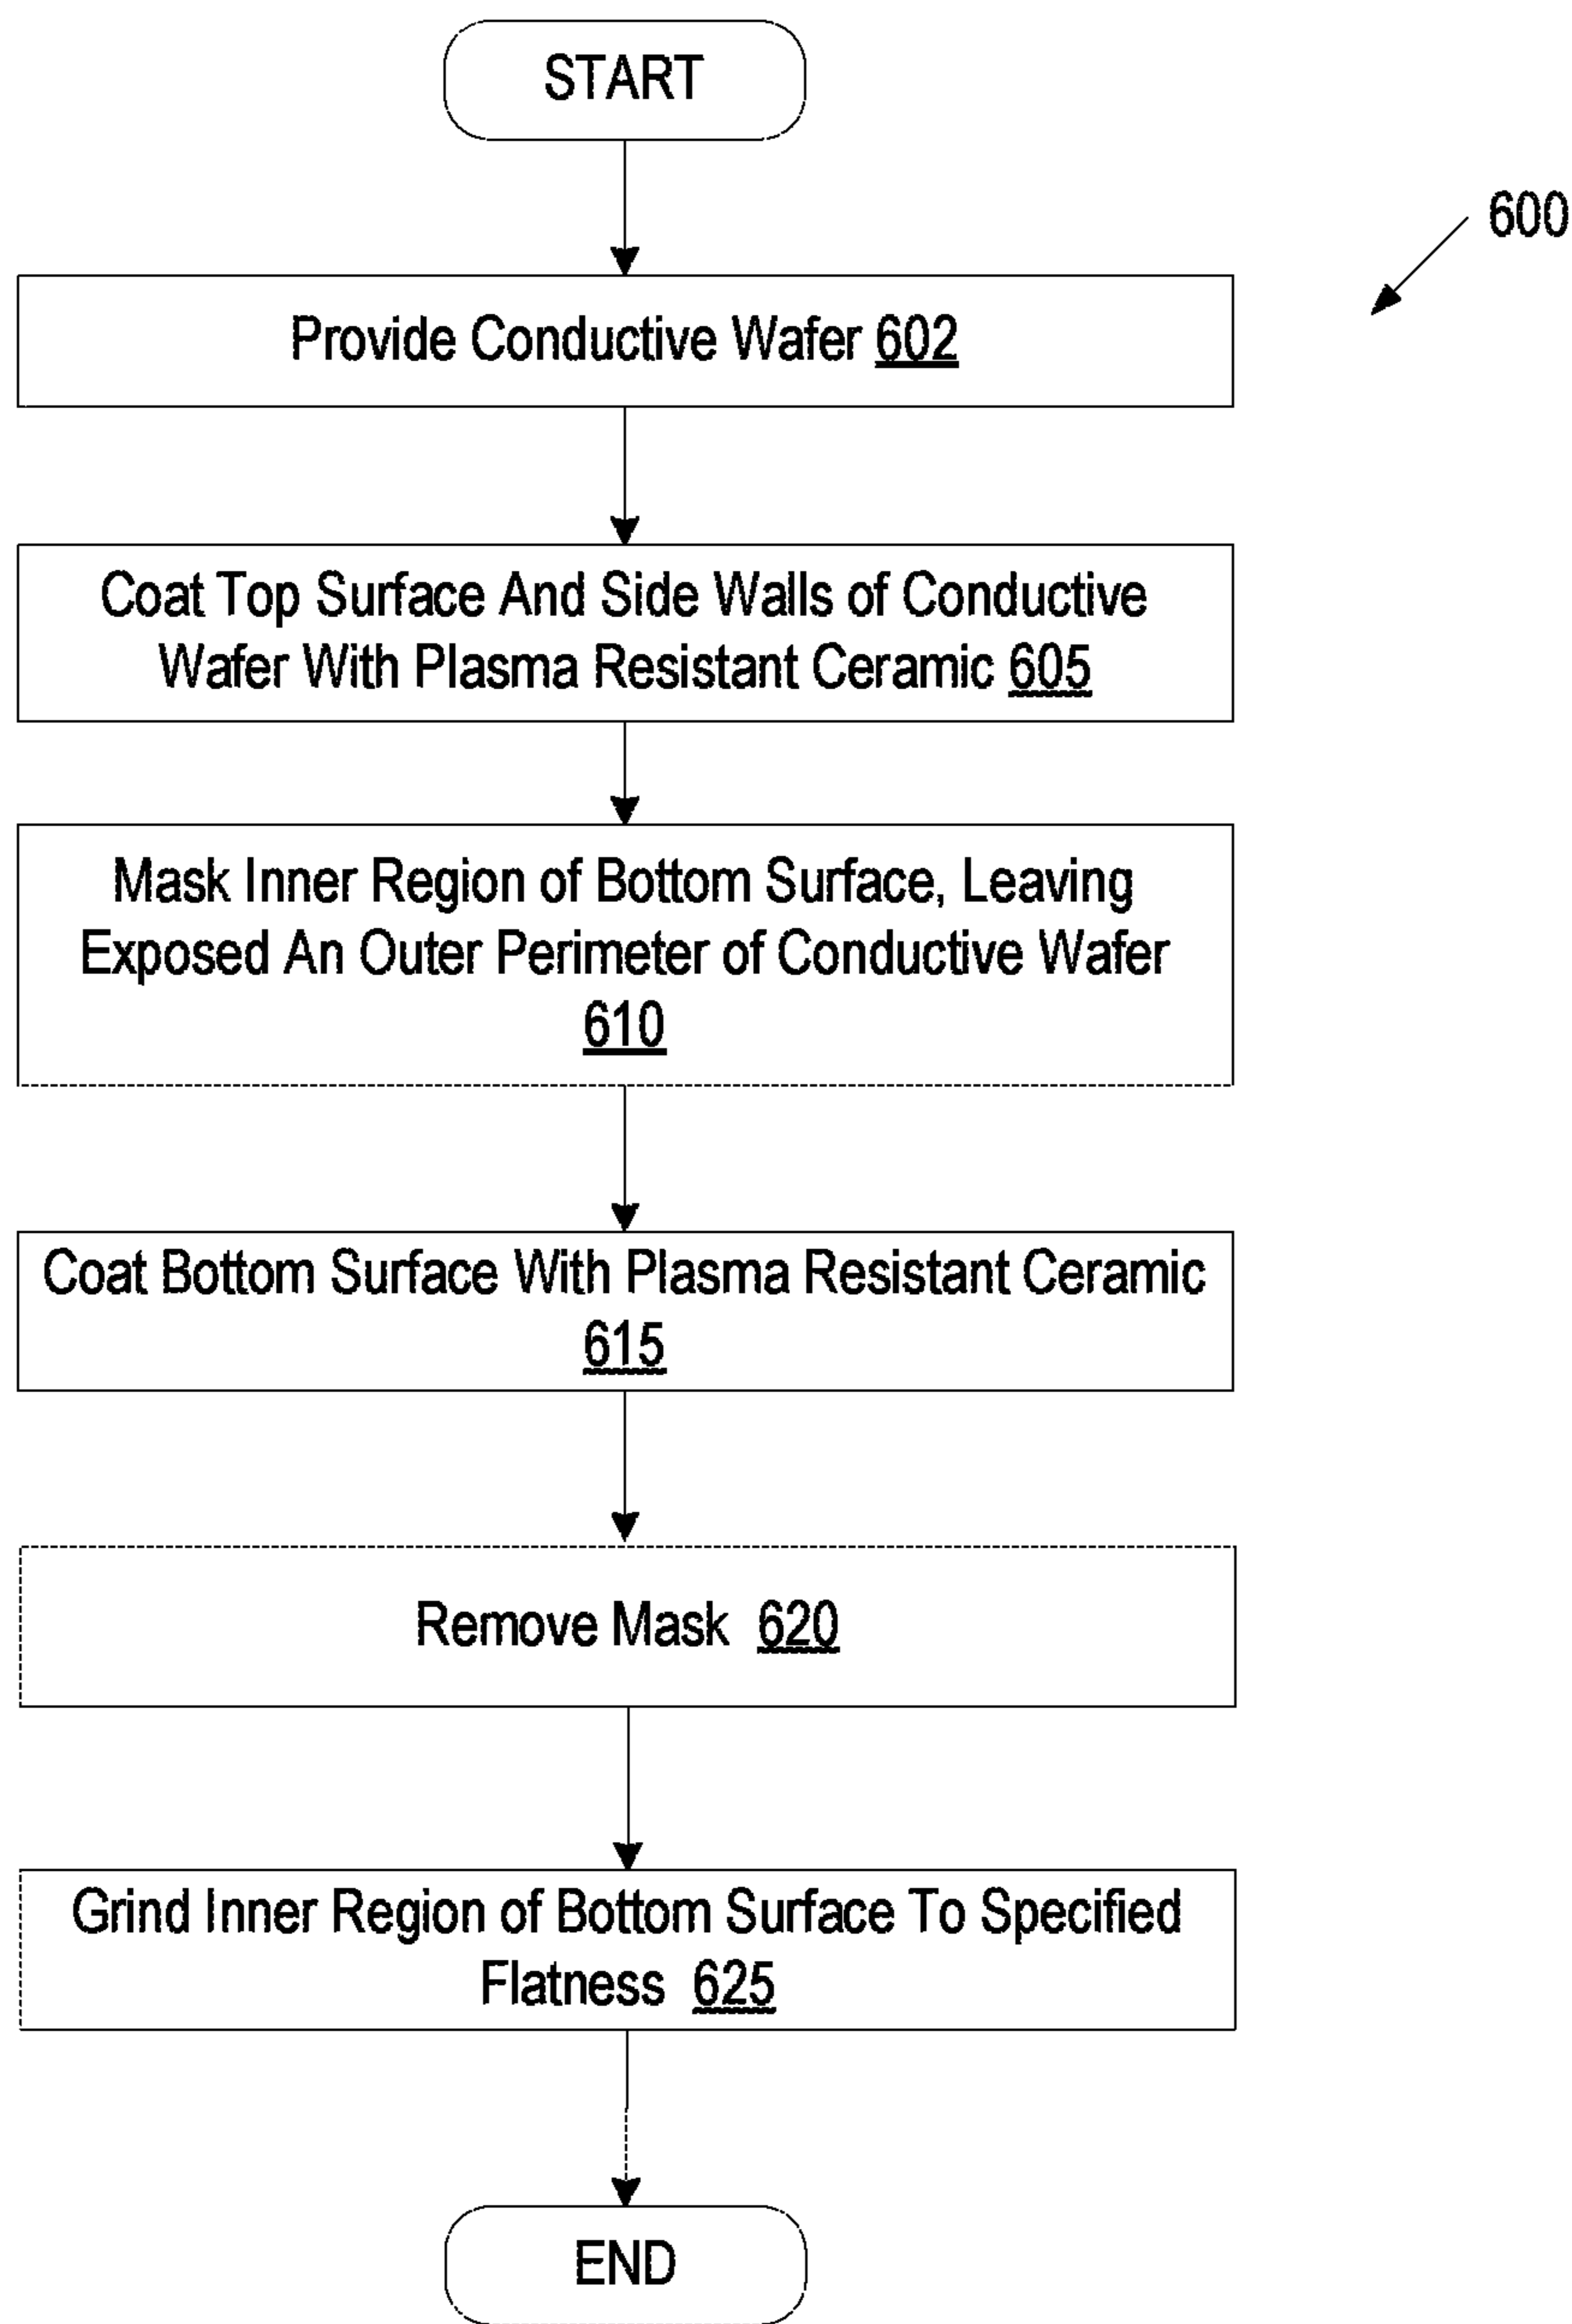 START
600
Provide Conductive Wafer 602
Coat Top Surface And Side Walls of Conductive
Wafer With Plasma Resistant Ceramic 605
Mask Inner Region of Bottom Surface, Leaving
Exposed An Outer Perimeter of Conductive Wafer
610
Coat Bottom Surface With Plasma Resistant Ceramic
615
Remove Mask 620
Grind Inner Region of Bottom Surface To Specified
Flatness 625
END